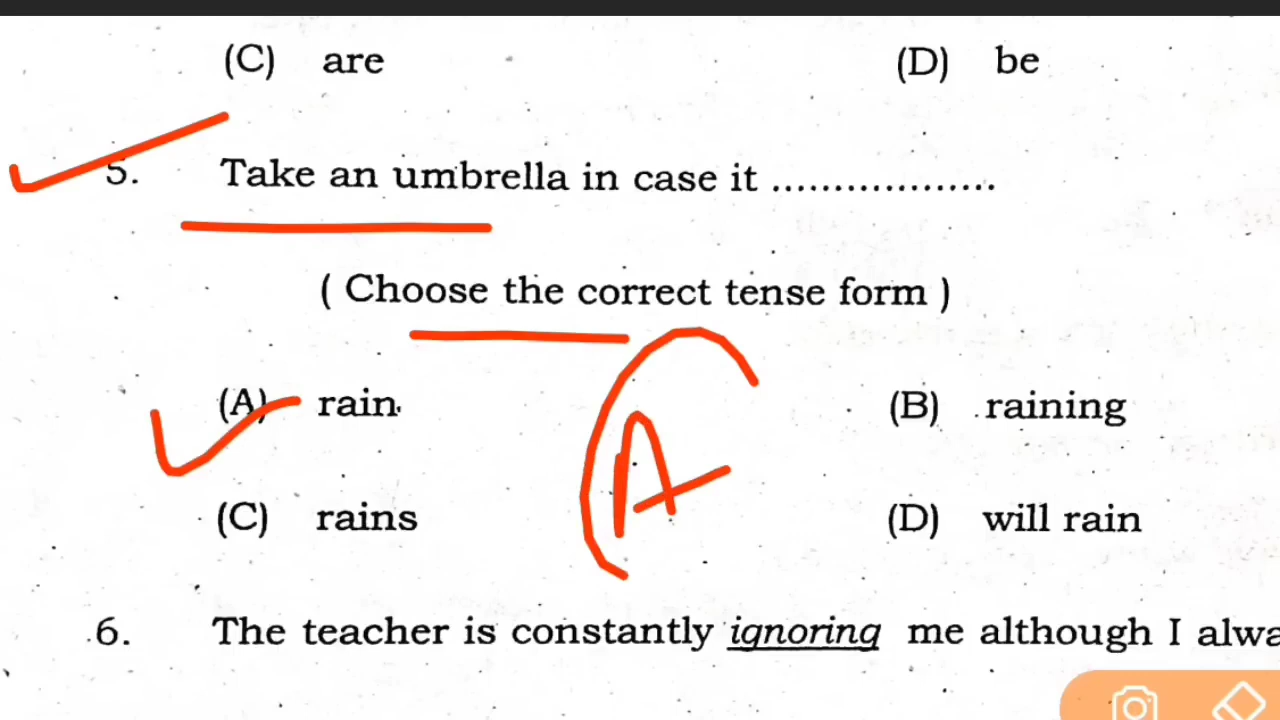 (C) are (D) be
5. Take an umbrella in case it ..................
( Choose the correct tense form )
(A) rain (B) raining
A
(C) rains (D) will rain
6. The teacher is constantly ignoring me although I